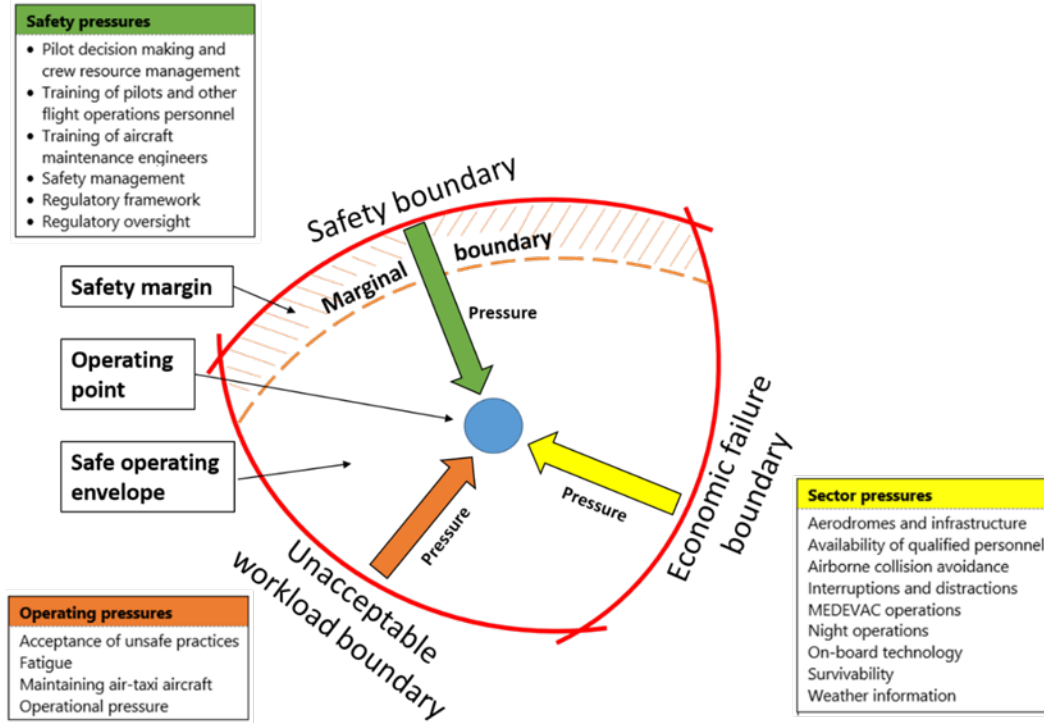 Safety pressures
• Pilot decision making and
crew resource management
• Training of pilots and other
flight operations personnel
• Training of aircraft
maintenance engineers
• Safety management
• Regulatory framework
• Regulatory oversight
Safety boundary
Marginal boundary
Safety margin
Pressure
Operating
point
Safe operating
envelope
Pressure
Pressure
Economic failure
boundary
Unacceptable
workload boundary
Operating pressures
Acceptance of unsafe practices
Fatigue
Maintaining air-taxi aircraft
Operational pressure
Sector pressures
Aerodromes and infrastructure
Availability of qualified personnel
Airborne collision avoidance
Interruptions and distractions
MEDEVAC operations
Night operations
On-board technology
Survivability
Weather information